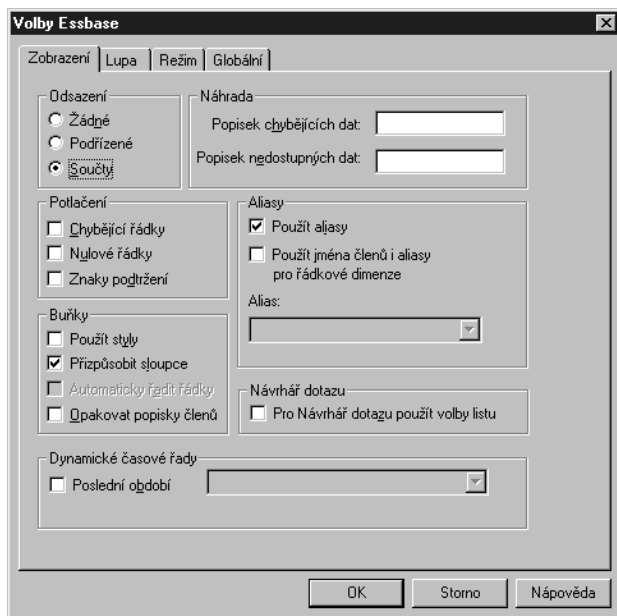 Volby Essbase
Zobrazení Lupa Režim Globální
Odsazení
Žádné
Podřízené
Součty
Náhrada
Popisek chybějících dat:
Popisek nedostupných dat:
Potlačení
Chybějící řádky
Nulové řádky
Znaky podtržení
Aliasy
Použít aliasy
Použít jména členů i aliasy
pro řádkové dimenze
Alias:
Buňky
Použít styly
Přizpůsobit sloupce
Automaticky řadit řádky
Opakovat popisky členů
Návrhář dotazu
Pro Návrhář dotazu použít volby listu
Dynamické časové řady
Poslední období
OK Storno Nápověda